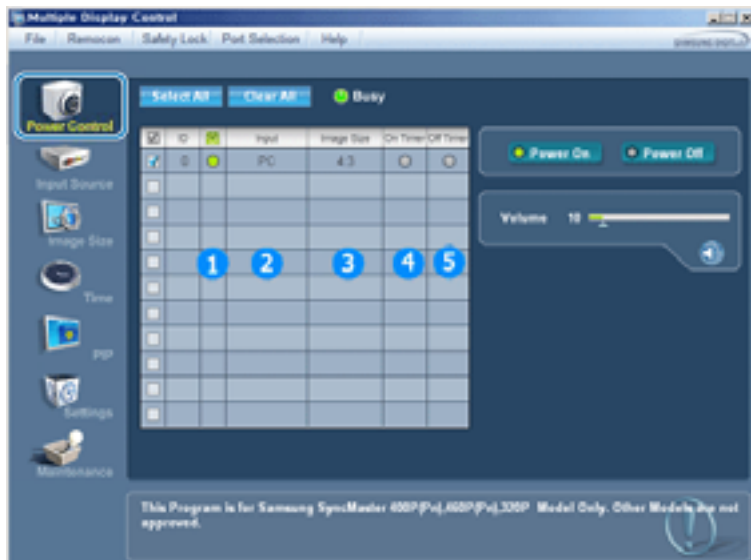 Multiple Display Control
File Remocon Safety Lock Port Selection Help
Select All Clear All Busy
Power Control
ID Input Image Size On Timer Off Timer
0 PC 4:3
Power On Power Off
Input Source
Volume 10
Image Size
1 2 3 4 5
Time
PIP
Settings
Maintenance
This Program is for Samsung SyncMaster 400P(Pn),460P(Pn),320P Model Only. Other Models are not
approved.